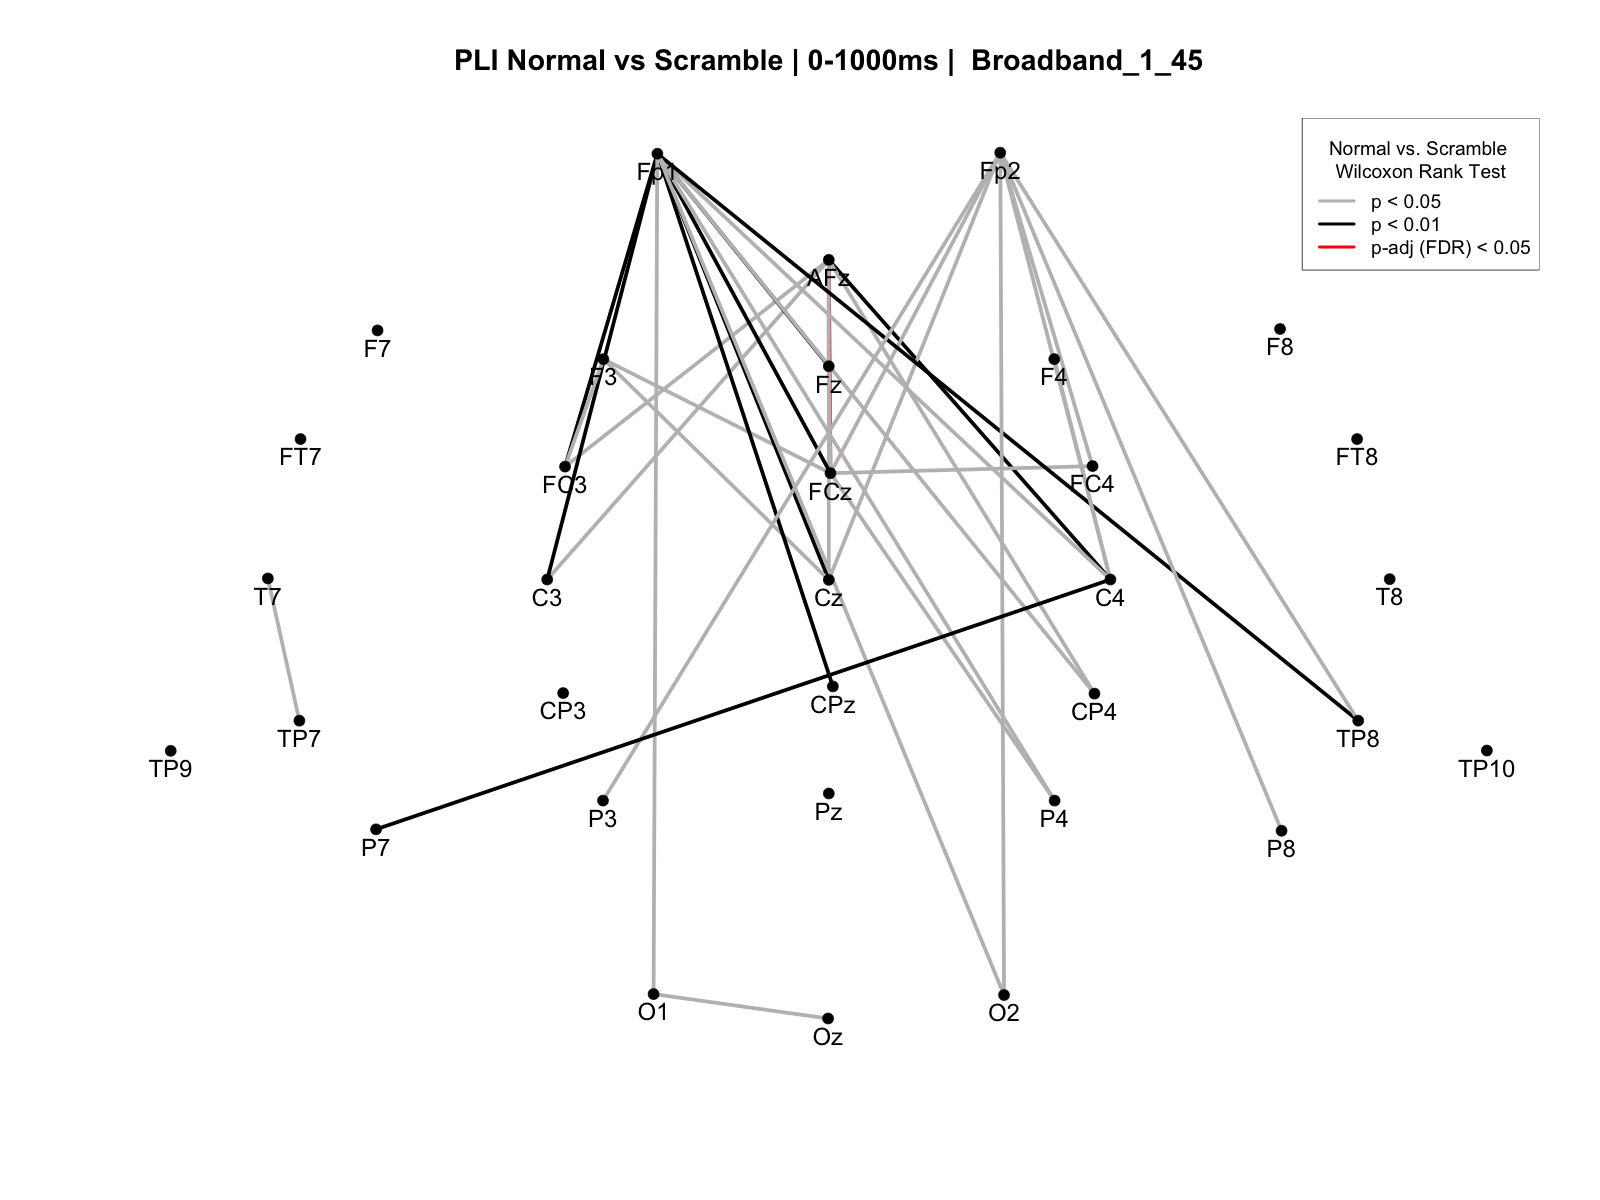 PLI Normal vs Scramble | 0-1000ms |  Broadband_1_45
Normal vs. Scramble
Wilcoxon Rank Test
p < 0.05
p < 0.01
p-adj (FDR) < 0.05
Fp1
Fp2
AFz
F7
F3
Fz
F4
F8
FT7
FC3
FCz
FC4
FT8
T7
C3
Cz
C4
T8
TP9
TP7
CP3
CPz
CP4
TP8
TP10
P7
P3
Pz
P4
P8
O1
Oz
O2